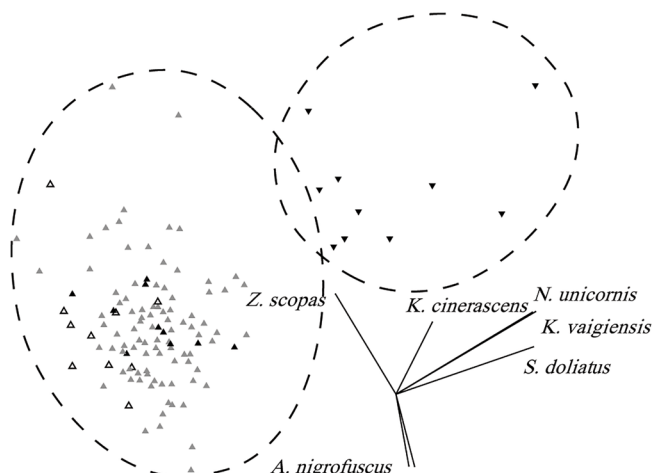 Z. scopas
K. cinerascens
N. unicornis
K. vaigiensis
S. doliatus
A. nigrofuscus